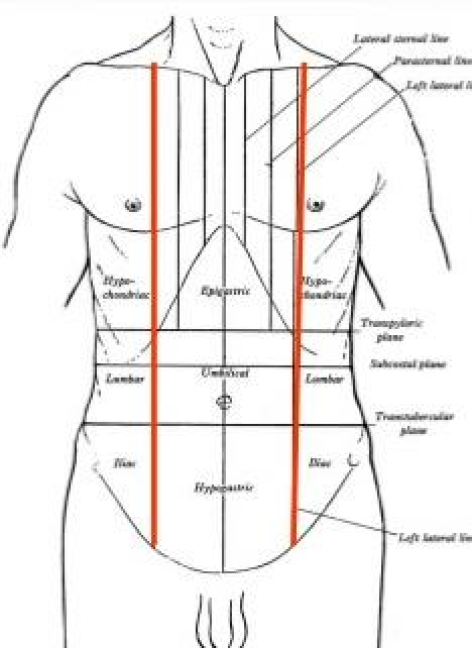 Lateral sternal line
Parasternal line
Left lateral li
Hypo-
chondriac
Epigastric
Hypo-
chondriac
Transpyloric
plane
Subcostal plane
Lumbar
Umbilical
Lumbar
Transtubercular
plane
Iliac
Iliac
Hypogastric
Left lateral line